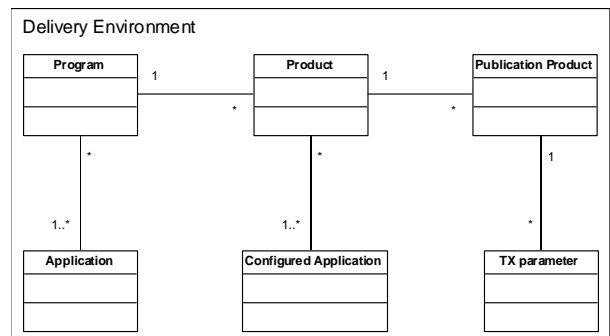 Delivery Environment
Program
Product
Publication Product
1
1
*
*
*
*
1
1..*
1..*
*
Application
Configured Application
TX parameter